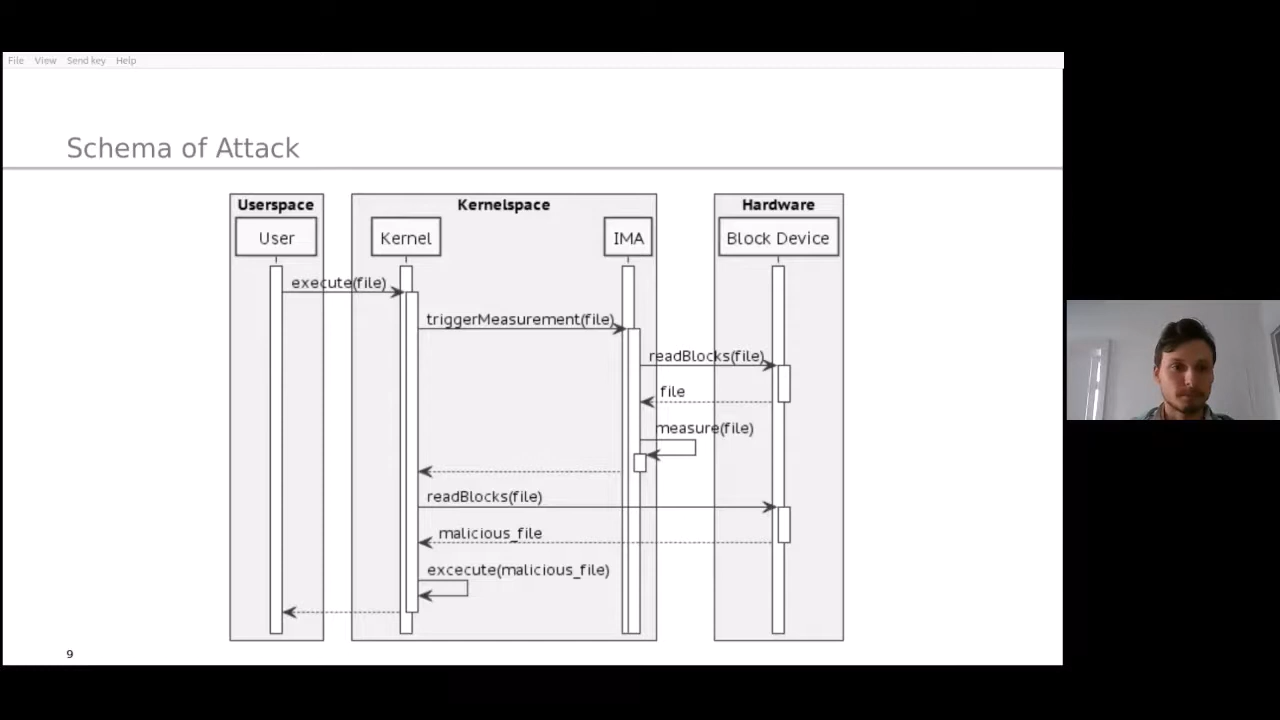 File View Send key Help
Schema of Attack
Userspace Kernelspace Hardware
User Kernel IMA Block Device
execute(file)
triggerMeasurement(file)
readBlocks(file)
file
measure(file)
readBlocks(file)
malicious_file
excecute(malicious_file)
9